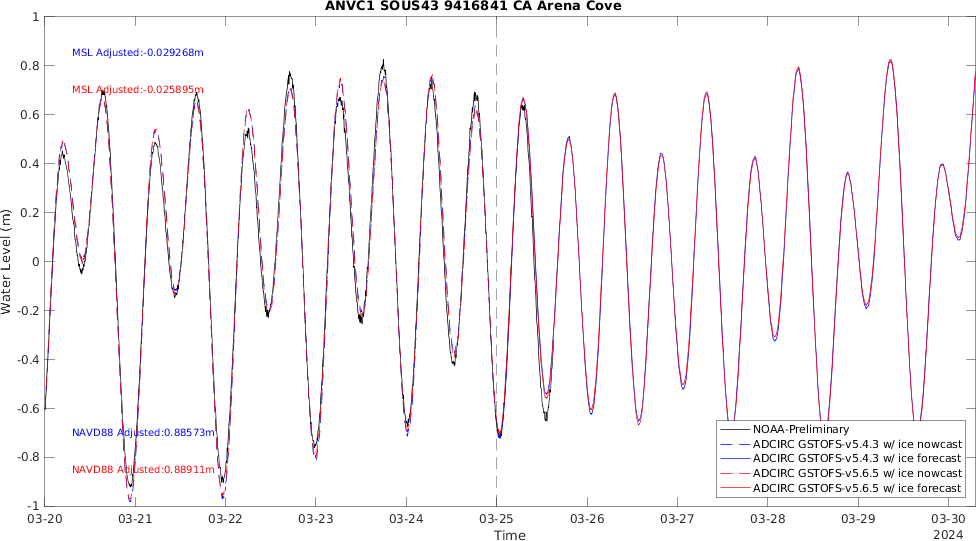 ANVC1 SOUS43 9416841 CA Arena Cove
1
0.8
0.6
0.4
0.2
0
-0.2
-0.4
-0.6
-0.8
-1
Water Level (m)
MSL Adjusted:-0.029268m
MSL Adjusted:-0.025895m
NAVD88 Adjusted:0.88573m
NAVD88 Adjusted:0.88911m
NOAA-Preliminary
ADCIRC GSTOFS-v5.4.3 w/ ice nowcast
ADCIRC GSTOFS-v5.4.3 w/ ice forecast
ADCIRC GSTOFS-v5.6.5 w/ ice nowcast
ADCIRC GSTOFS-v5.6.5 w/ ice forecast
03-20 03-21 03-22 03-23 03-24 03-25 03-26 03-27 03-28 03-29 03-30
Time
2024